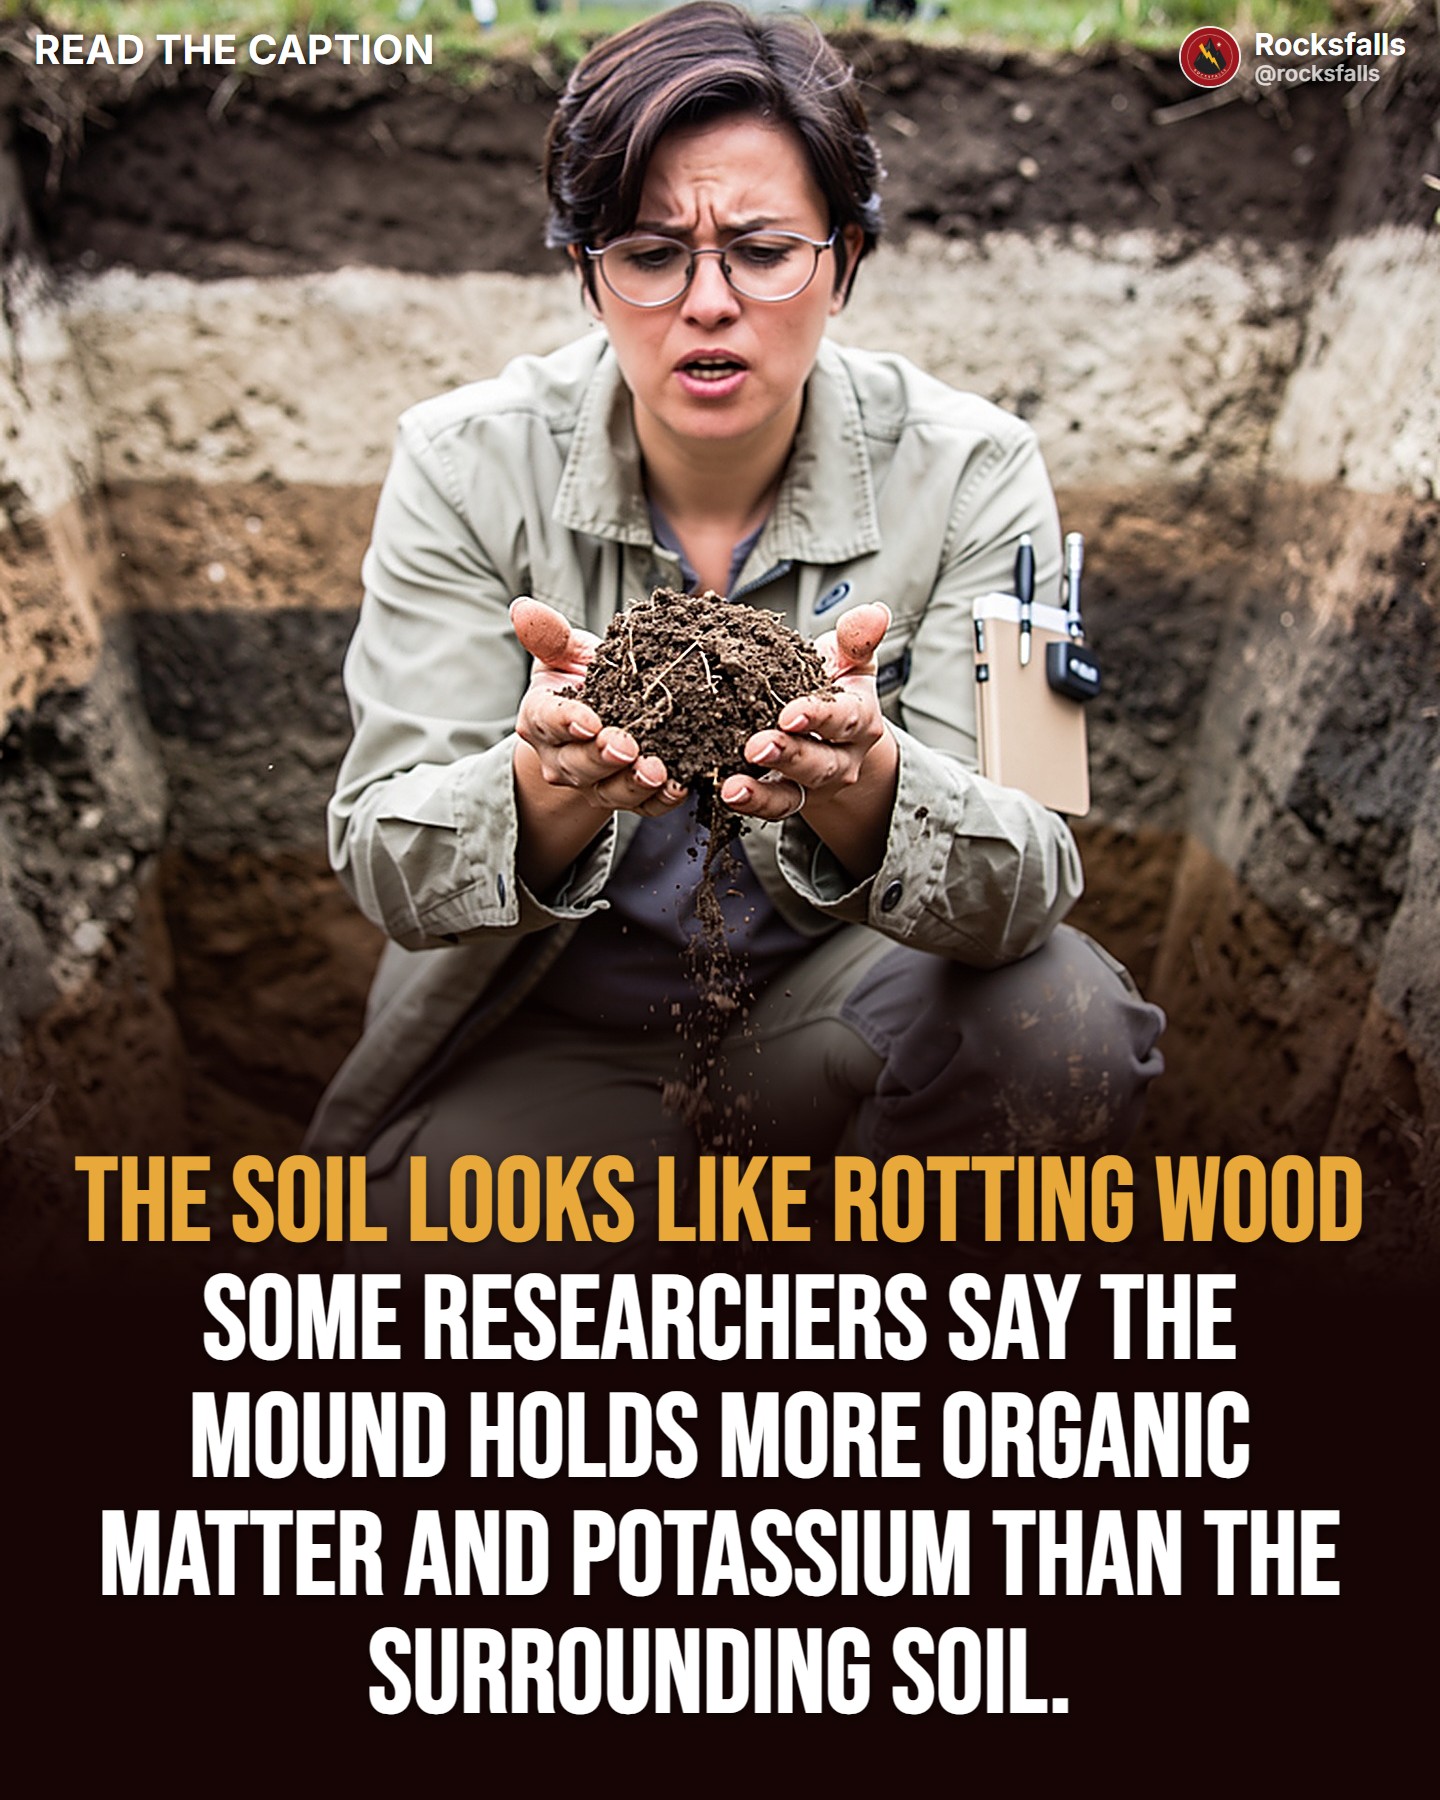 READ THE CAPTION
Rocksfalls
@rocksfalls
THE SOIL LOOKS LIKE ROTTING WOOD
SOME RESEARCHERS SAY THE
MOUND HOLDS MORE ORGANIC
MATTER AND POTASSIUM THAN THE
SURROUNDING SOIL.